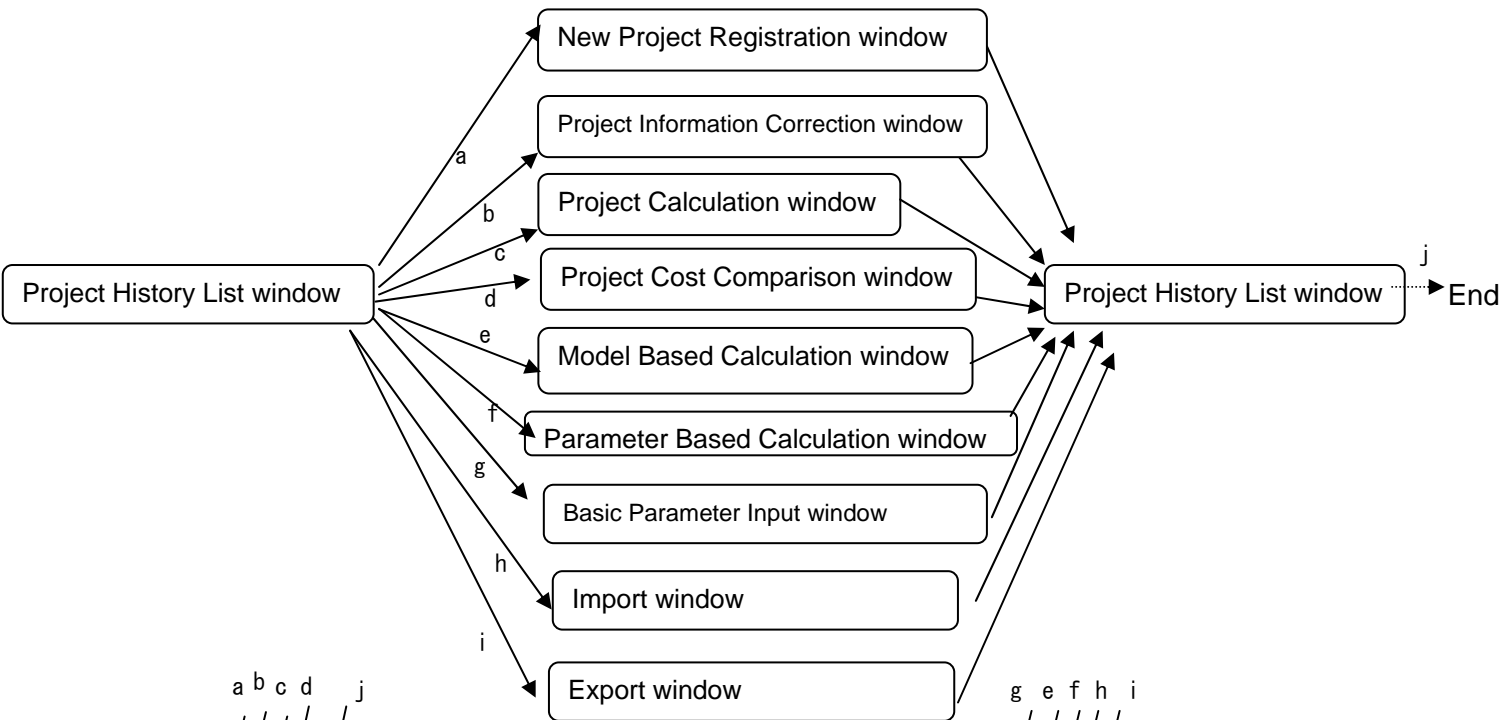 New Project Registration window
Project Information Correction window
a
Project Calculation window
b
c
j
Project History List window
Project Cost Comparison window
Project History List window
End
d
e
Model Based Calculation window
f
Parameter Based Calculation window
g
Basic Parameter Input window
h
Import window
i
Export window
a b c d j
g e f h i